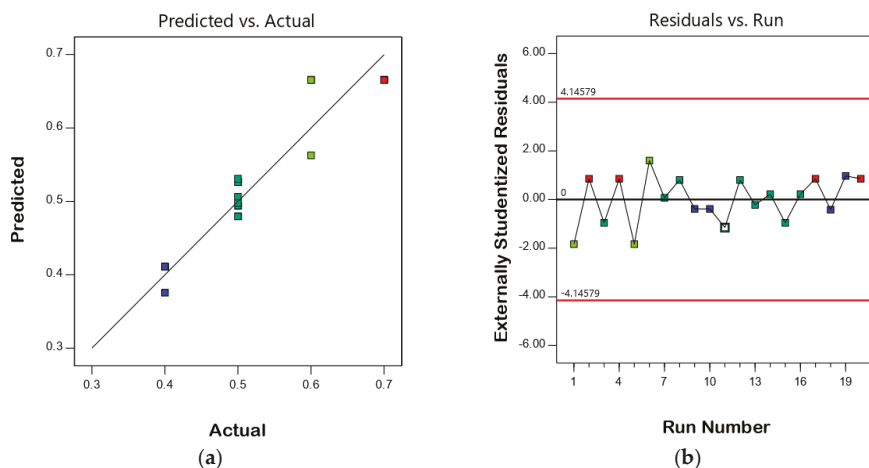 Predicted vs. Actual
0.7
0.6
0.5
0.4
0.3
Predicted
0.3 0.4 0.5 0.6 0.7
Actual
(a)
Residuals vs. Run
6.00
4.00
2.00
0.00
-2.00
-4.00
-6.00
Externally Studentized Residuals
4.14579
0
-4.14579
1 4 7 10 13 16 19
Run Number
(b)